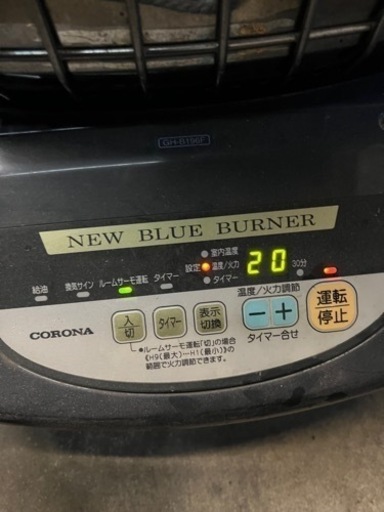 GH-B196F
NEW BLUE BURNER
室内温度
設定 温度/火力
タイマー
20
30分
給油 換気サイン ルームサーモ運転 タイマー
温度/火力調節
CORONA
入
切
タイマー
表示
切換
− +
タイマー合せ
運転
停止
●ルームサーモ運転「切」の場合
《H9(最大)ーH1(最小)》の
範囲で火力調節できます。